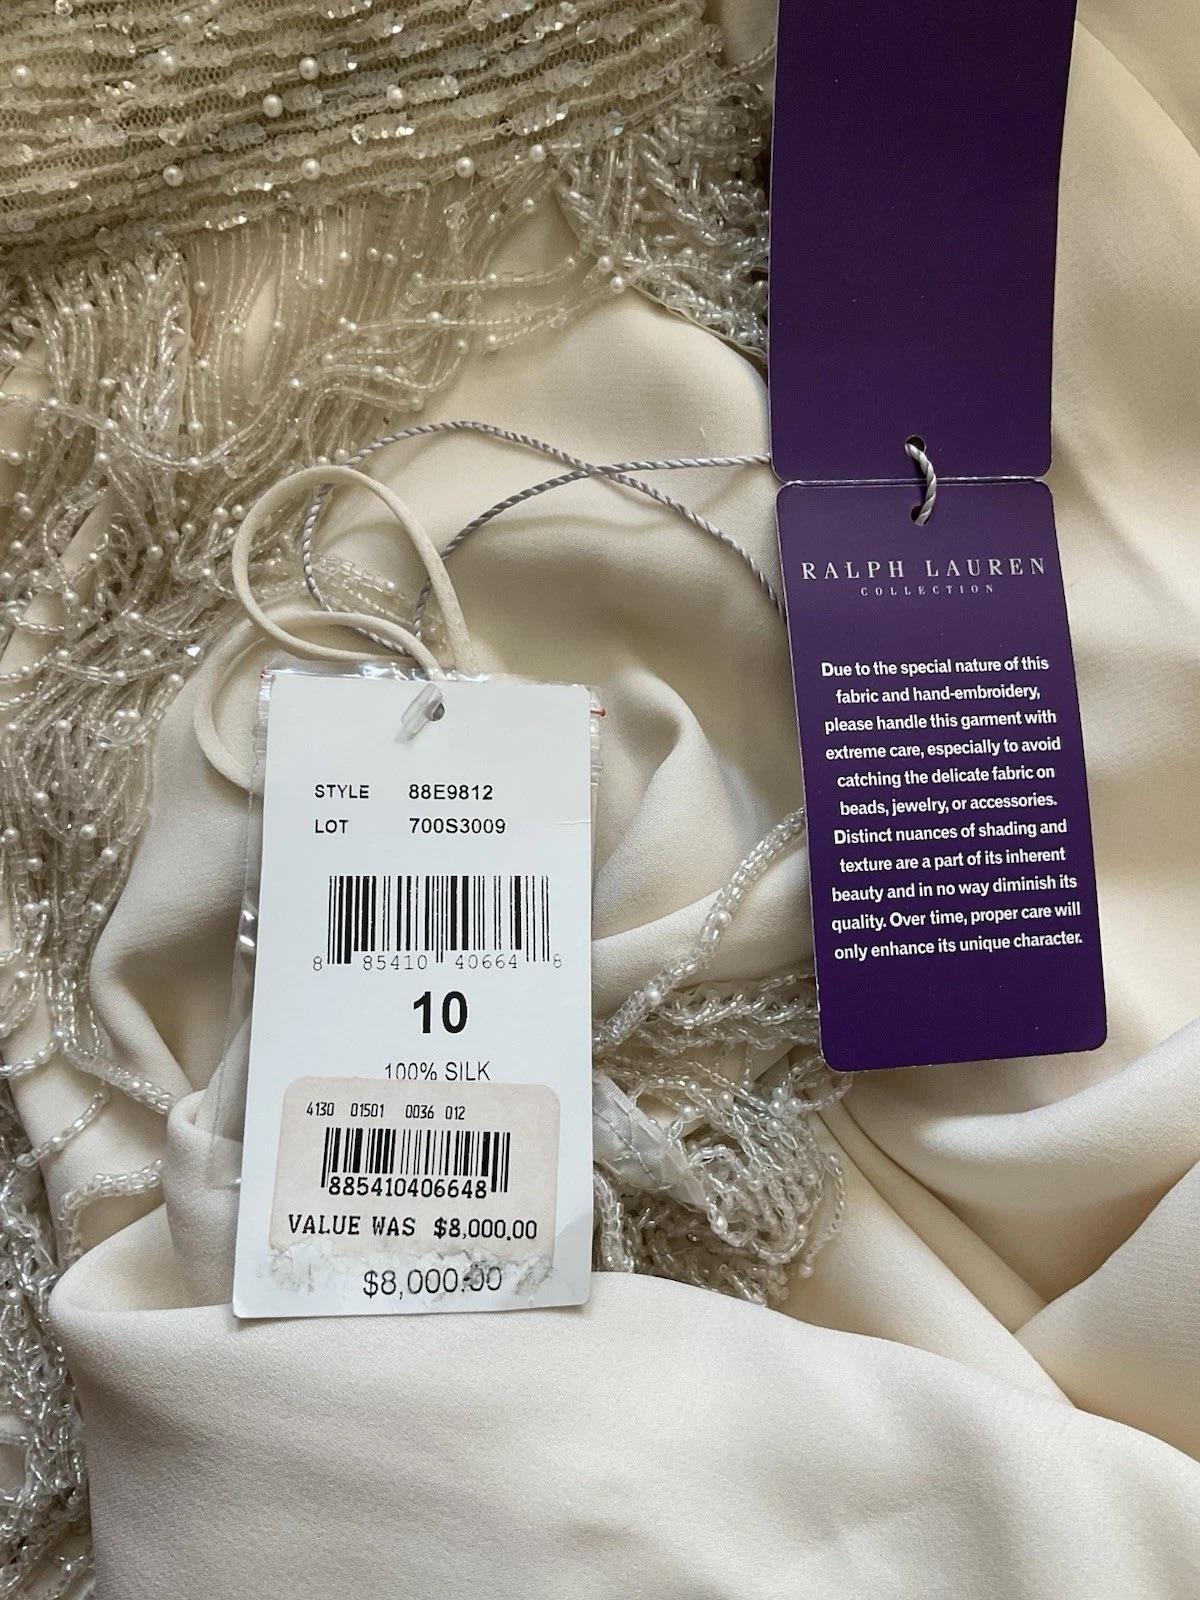 STYLE 88E9812
LOT 700S3009
8 85410 40664 8
10
100% SILK
4130 01501 0036 012
885410406648
VALUE WAS $8,000.00
$8,000.00
RALPH LAUREN
COLLECTION
Due to the special nature of this
fabric and hand-embroidery,
please handle this garment with
extreme care, especially to avoid
catching the delicate fabric on
beads, jewelry, or accessories.
Distinct nuances of shading and
texture are a part of its inherent
beauty and in no way diminish its
quality. Over time, proper care will
only enhance its unique character.